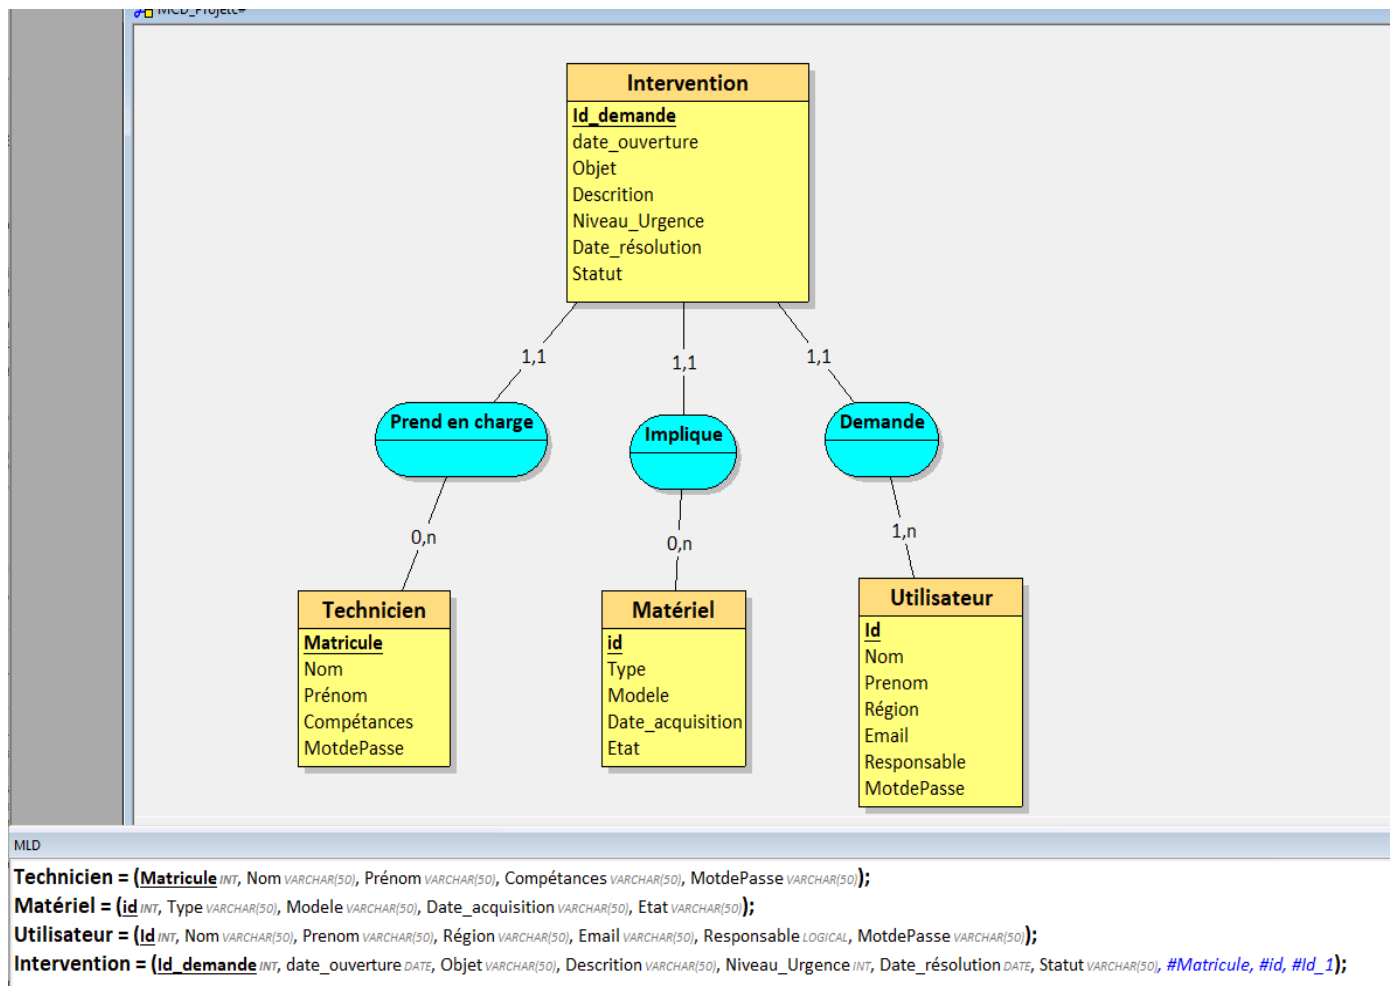 MCD_Projetc#
Intervention
Id_demande
date_ouverture
Objet
Descrition
Niveau_Urgence
Date_résolution
Statut
1,1
1,1
1,1
Prend en charge
Implique
Demande
0,n
0,n
1,n
Technicien
Matricule
Nom
Prénom
Compétances
MotdePasse
Matériel
id
Type
Modele
Date_acquisition
Etat
Utilisateur
Id
Nom
Prenom
Région
Email
Responsable
MotdePasse
MLD
Technicien = (Matricule INT, Nom VARCHAR(50), Prénom VARCHAR(50), Compétances VARCHAR(50), MotdePasse VARCHAR(50));
Matériel = (id INT, Type VARCHAR(50), Modele VARCHAR(50), Date_acquisition VARCHAR(50), Etat VARCHAR(50));
Utilisateur = (Id INT, Nom VARCHAR(50), Prenom VARCHAR(50), Région VARCHAR(50), Email VARCHAR(50), Responsable LOGICAL, MotdePasse VARCHAR(50));
Intervention = (Id_demande INT, date_ouverture DATE, Objet VARCHAR(50), Descrition VARCHAR(50), Niveau_Urgence INT, Date_résolution DATE, Statut VARCHAR(50), #Matricule, #id, #Id_1);